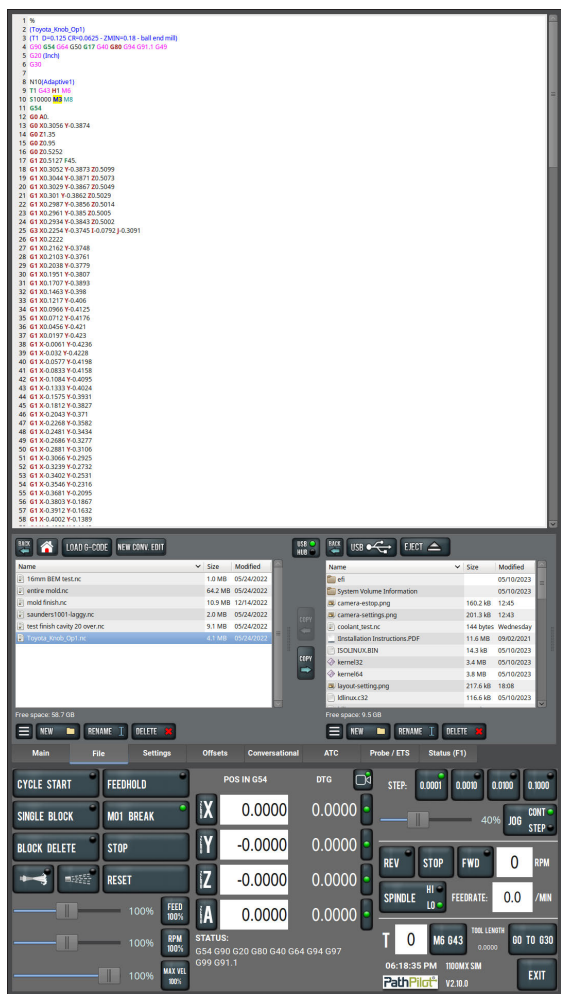 1 %
2 (Toyota_Knob_Op1)
3 (T1 D=0.125 CR=0.0625 - ZMIN=0.18 - ball end mill)
4 G90 G54 G64 G50 G17 G40 G80 G94 G91.1 G49
5 G20 (Inch)
6 G30
7
8 N10(Adaptive1)
9 T1 G43 H1 M6
10 S10000 M3 M8
11 G54
12 G0 A0.
13 G0 X0.3056 Y-0.3874
14 G0 Z1.35
15 G0 Z0.95
16 G0 Z0.5252
17 G1 Z0.5127 F45.
18 G1 X0.3052 Y-0.3873 Z0.5099
19 G1 X0.3044 Y-0.3871 Z0.5073
20 G1 X0.3029 Y-0.3867 Z0.5049
21 G1 X0.301 Y-0.3862 Z0.5029
22 G1 X0.2987 Y-0.3856 Z0.5014
23 G1 X0.2961 Y-0.385 Z0.5005
24 G1 X0.2934 Y-0.3843 Z0.5002
25 G3 X0.2254 Y-0.3745 I-0.0792 J-0.3091
26 G1 X0.2222
27 G1 X0.2162 Y-0.3748
28 G1 X0.2103 Y-0.3761
29 G1 X0.2038 Y-0.3779
30 G1 X0.1951 Y-0.3807
31 G1 X0.1707 Y-0.3893
32 G1 X0.1463 Y-0.398
33 G1 X0.1217 Y-0.406
34 G1 X0.0966 Y-0.4125
35 G1 X0.0712 Y-0.4176
36 G1 X0.0456 Y-0.421
37 G1 X0.0197 Y-0.423
38 G1 X-0.0061 Y-0.4236
39 G1 X-0.032 Y-0.4228
40 G1 X-0.0577 Y-0.4198
41 G1 X-0.0833 Y-0.4158
42 G1 X-0.1084 Y-0.4095
43 G1 X-0.1333 Y-0.4024
44 G1 X-0.1575 Y-0.3931
45 G1 X-0.1812 Y-0.3827
46 G1 X-0.2043 Y-0.371
47 G1 X-0.2268 Y-0.3582
48 G1 X-0.2481 Y-0.3434
49 G1 X-0.2686 Y-0.3277
50 G1 X-0.2881 Y-0.3106
51 G1 X-0.3066 Y-0.2925
52 G1 X-0.3239 Y-0.2732
53 G1 X-0.3402 Y-0.2531
54 G1 X-0.3546 Y-0.2316
55 G1 X-0.3681 Y-0.2095
56 G1 X-0.3803 Y-0.1867
57 G1 X-0.3912 Y-0.1632
58 G1 X-0.4002 Y-0.1389
BACK LOAD G-CODE NEW CONV. EDIT USB HUB BACK USB EJECT
Name Size Modified
16mm BEM test.nc 1.0 MB 05/24/2022
entire mold.nc 64.2 MB 05/24/2022
mold finish.nc 10.9 MB 12/14/2022
saunders1001-laggy.nc 2.0 MB 05/24/2022
test finish cavity 20 over.nc 9.1 MB 05/24/2022
Toyota_Knob_Op1.nc 4.1 MB 05/24/2022
COPY
COPY
Name Size Modified
efi 05/10/2023
System Volume Information 05/10/2023
camera-estop.png 160.2 kB 12:45
camera-settings.png 201.3 kB 12:43
coolant_test.nc 144 bytes Wednesday
!Installation Instructions.PDF 11.6 MB 09/02/2021
ISOLINUX.BIN 14.3 kB 05/10/2023
kernel32 3.4 MB 05/10/2023
kernel64 3.8 MB 05/10/2023
layout-setting.png 217.6 kB 18:08
ldlinux.c32 116.6 kB 05/10/2023
Free space: 58.7 GB Free space: 9.5 GB
NEW RENAME DELETE NEW RENAME DELETE
Main File Settings Offsets Conversational ATC Probe / ETS Status (F1)
CYCLE START FEEDHOLD
SINGLE BLOCK M01 BREAK
BLOCK DELETE STOP
RESET
100% FEED 100%
100% RPM 100%
100% MAX VEL 100%
POS IN G54 DTG
X 0.0000 0.0000
Y -0.0000 0.0000
Z -0.0000 0.0000
A 0.0000 0.0000
STATUS:
G54 G90 G20 G80 G40 G64 G94 G97
G99 G91.1
STEP: 0.0001 0.0010 0.0100 0.1000
40% JOG CONT STEP
REV STOP FWD 0 RPM
SPINDLE HI LO FEEDRATE: 0.0 /MIN
T 0 M6 G43 TOOL LENGTH 0.0000 GO TO G30
06:18:35 PM 1100MX SIM
PathPilot V2.10.0 EXIT